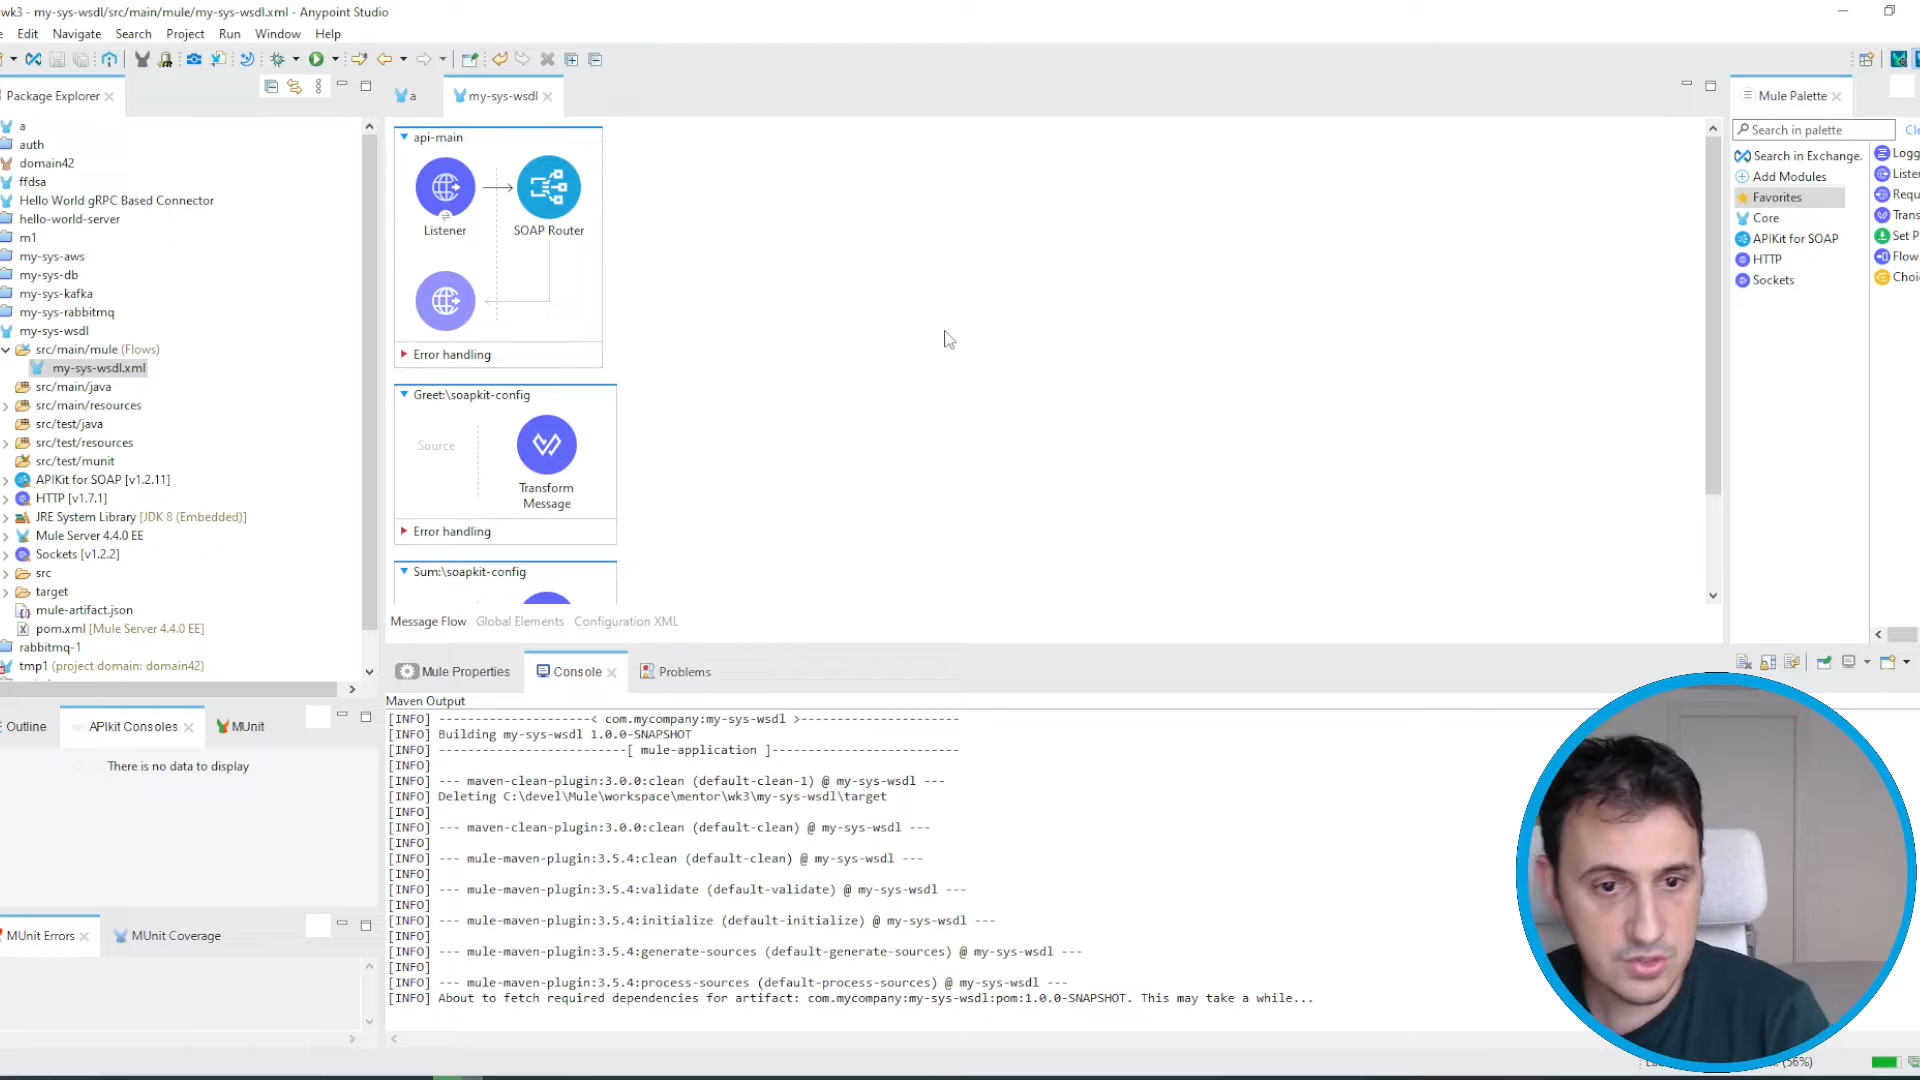 wk3 - my-sys-wsdl/src/main/mule/my-sys-wsdl.xml - Anypoint Studio
Edit Navigate Search Project Run Window Help
Package Explorer
a
auth
domain42
ffdsa
Hello World gRPC Based Connector
hello-world-server
m1
my-sys-aws
my-sys-db
my-sys-kafka
my-sys-rabbitmq
my-sys-wsdl
src/main/mule (Flows)
my-sys-wsdl.xml
src/main/java
src/main/resources
src/test/java
src/test/resources
src/test/munit
APIKit for SOAP [v1.2.11]
HTTP [v1.7.1]
JRE System Library [JDK 8 (Embedded)]
Mule Server 4.4.0 EE
Sockets [v1.2.2]
src
target
mule-artifact.json
pom.xml [Mule Server 4.4.0 EE]
rabbitmq-1
tmp1 (project domain: domain42)
Outline APIkit Consoles MUnit
There is no data to display
MUnit Errors MUnit Coverage
a my-sys-wsdl
api-main
Listener
SOAP Router
Error handling
Greet:\soapkit-config
Source
Transform
Message
Error handling
Sum:\soapkit-config
Message Flow Global Elements Configuration XML
Mule Palette
Search in palette
Search in Exchange.
Add Modules
Favorites
Core
APIKit for SOAP
HTTP
Sockets
Logg
Lister
Requ
Trans
Set P
Flow
Choi
Mule Properties Console Problems
Maven Output
[INFO] ---------------------< com.mycompany:my-sys-wsdl >----------------------
[INFO] Building my-sys-wsdl 1.0.0-SNAPSHOT
[INFO] --------------------------[ mule-application ]--------------------------
[INFO]
[INFO] --- maven-clean-plugin:3.0.0:clean (default-clean-1) @ my-sys-wsdl ---
[INFO] Deleting C:\devel\Mule\workspace\mentor\wk3\my-sys-wsdl\target
[INFO]
[INFO] --- maven-clean-plugin:3.0.0:clean (default-clean) @ my-sys-wsdl ---
[INFO]
[INFO] --- mule-maven-plugin:3.5.4:clean (default-clean) @ my-sys-wsdl ---
[INFO]
[INFO] --- mule-maven-plugin:3.5.4:validate (default-validate) @ my-sys-wsdl ---
[INFO]
[INFO] --- mule-maven-plugin:3.5.4:initialize (default-initialize) @ my-sys-wsdl ---
[INFO]
[INFO] --- mule-maven-plugin:3.5.4:generate-sources (default-generate-sources) @ my-sys-wsdl ---
[INFO]
[INFO] --- mule-maven-plugin:3.5.4:process-sources (default-process-sources) @ my-sys-wsdl ---
[INFO] About to fetch required dependencies for artifact: com.mycompany:my-sys-wsdl:pom:1.0.0-SNAPSHOT. This may take a while...